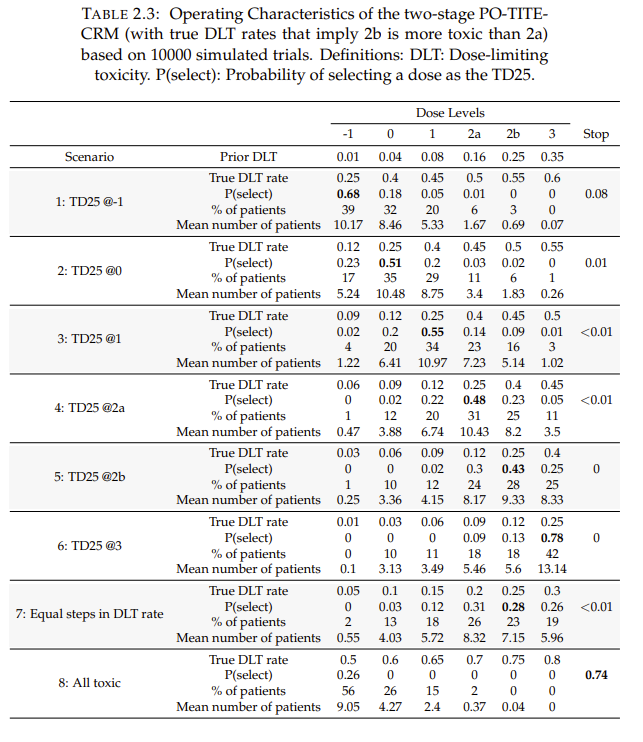 TABLE 2.3: Operating Characteristics of the two-stage PO-TITE-
CRM (with true DLT rates that imply 2b is more toxic than 2a)
based on 10000 simulated trials. Definitions: DLT: Dose-limiting
toxicity. P(select): Probability of selecting a dose as the TD25.
Dose Levels
-1 0 1 2a 2b 3 Stop
Scenario Prior DLT 0.01 0.04 0.08 0.16 0.25 0.35
1: TD25 @-1
True DLT rate 0.25 0.4 0.45 0.5 0.55 0.6
P(select) 0.68 0.18 0.05 0.01 0 0 0.08
% of patients 39 32 20 6 3 0
Mean number of patients 10.17 8.46 5.33 1.67 0.69 0.07
2: TD25 @0
True DLT rate 0.12 0.25 0.4 0.45 0.5 0.55
P(select) 0.23 0.51 0.2 0.03 0.02 0 0.01
% of patients 17 35 29 11 6 1
Mean number of patients 5.24 10.48 8.75 3.4 1.83 0.26
3: TD25 @1
True DLT rate 0.09 0.12 0.25 0.4 0.45 0.5
P(select) 0.02 0.2 0.55 0.14 0.09 0.01 <0.01
% of patients 4 20 34 23 16 3
Mean number of patients 1.22 6.41 10.97 7.23 5.14 1.02
4: TD25 @2a
True DLT rate 0.06 0.09 0.12 0.25 0.4 0.45
P(select) 0 0.02 0.22 0.48 0.23 0.05 <0.01
% of patients 1 12 20 31 25 11
Mean number of patients 0.47 3.88 6.74 10.43 8.2 3.5
5: TD25 @2b
True DLT rate 0.03 0.06 0.09 0.12 0.25 0.4
P(select) 0 0 0.02 0.3 0.43 0.25 0
% of patients 1 10 12 24 28 25
Mean number of patients 0.25 3.36 4.15 8.17 9.33 8.33
6: TD25 @3
True DLT rate 0.01 0.03 0.06 0.09 0.12 0.25
P(select) 0 0 0 0.09 0.13 0.78 0
% of patients 0 10 11 18 18 42
Mean number of patients 0.1 3.13 3.49 5.46 5.6 13.14
7: Equal steps in DLT rate
True DLT rate 0.05 0.1 0.15 0.2 0.25 0.3
P(select) 0 0.03 0.12 0.31 0.28 0.26 <0.01
% of patients 2 13 18 26 23 19
Mean number of patients 0.55 4.03 5.72 8.32 7.15 5.96
8: All toxic
True DLT rate 0.5 0.6 0.65 0.7 0.75 0.8
P(select) 0.26 0 0 0 0 0 0.74
% of patients 56 26 15 2 0 0
Mean number of patients 9.05 4.27 2.4 0.37 0.04 0